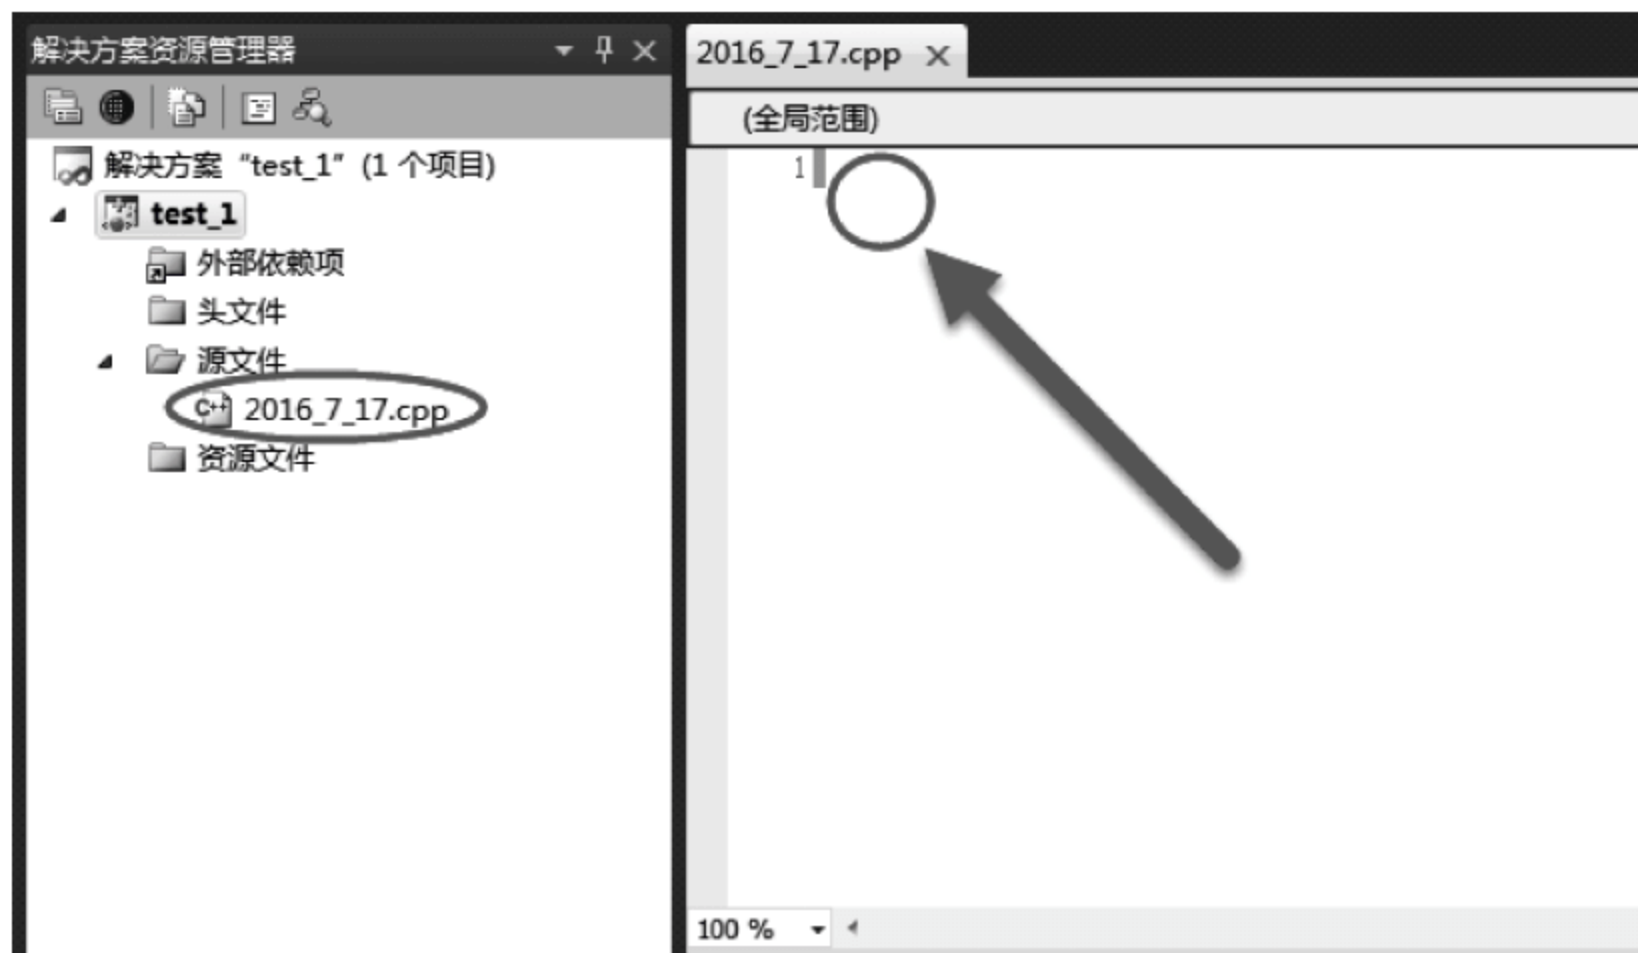 解决方案资源管理器
解决方案 “test_1” (1 个项目)
test_1
外部依赖项
头文件
源文件
C++ 2016_7_17.cpp
资源文件
2016_7_17.cpp
(全局范围)
1
100 %